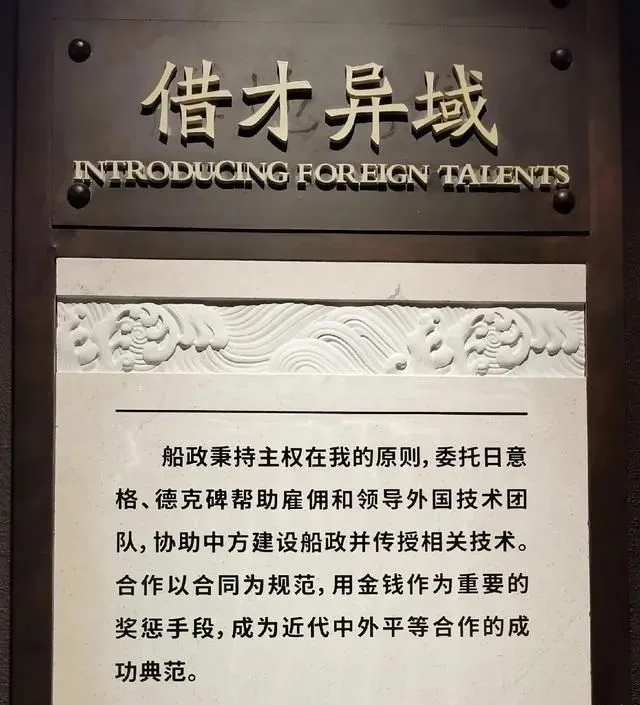 借才异域
INTRODUCING FOREIGN TALENTS
船政秉持主权在我的原则，委托日意
格、德克碑帮助雇佣和领导外国技术团
队，协助中方建设船政并传授相关技术。
合作以合同为规范，用金钱作为重要的
奖惩手段，成为近代中外平等合作的成
功典范。